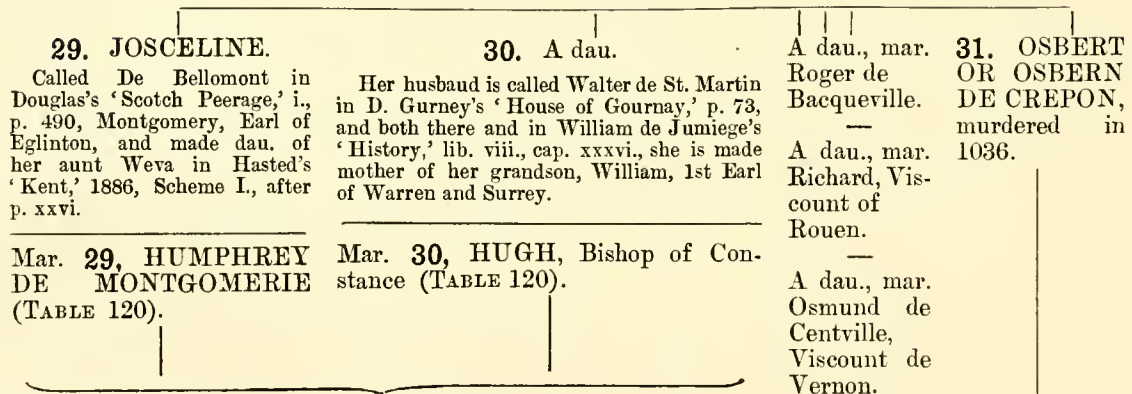 29. JOSCELINE.
Called De Bellomont in
Douglas's ‘Scotch Peerage,’ i.,
p. 490, Montgomery, Earl of
Eglinton, and made dau. of
her aunt Weva in Hasted's
‘Kent,’ 1886, Scheme I., after
p. xxvi.
Mar. 29, HUMPHREY
DE MONTGOMERIE
(TABLE 120).
30. A dau.
Her husbaud is called Walter de St. Martin
in D. Gurney's ‘House of Gournay,’ p. 73,
and both there and in William de Jumiege's
‘History,’ lib. viii., cap. xxxvi., she is made
mother of her grandson, William, 1st Earl
of Warren and Surrey.
Mar. 30, HUGH, Bishop of Con-
stance (TABLE 120).
A dau., mar.
Roger de
Bacqueville.
—
A dau., mar.
Richard, Vis-
count of
Rouen.
—
A dau., mar.
Osmund de
Centville,
Viscount de
Vernon.
31. OSBERT
OR OSBERN
DE CREPON,
murdered in
1036.